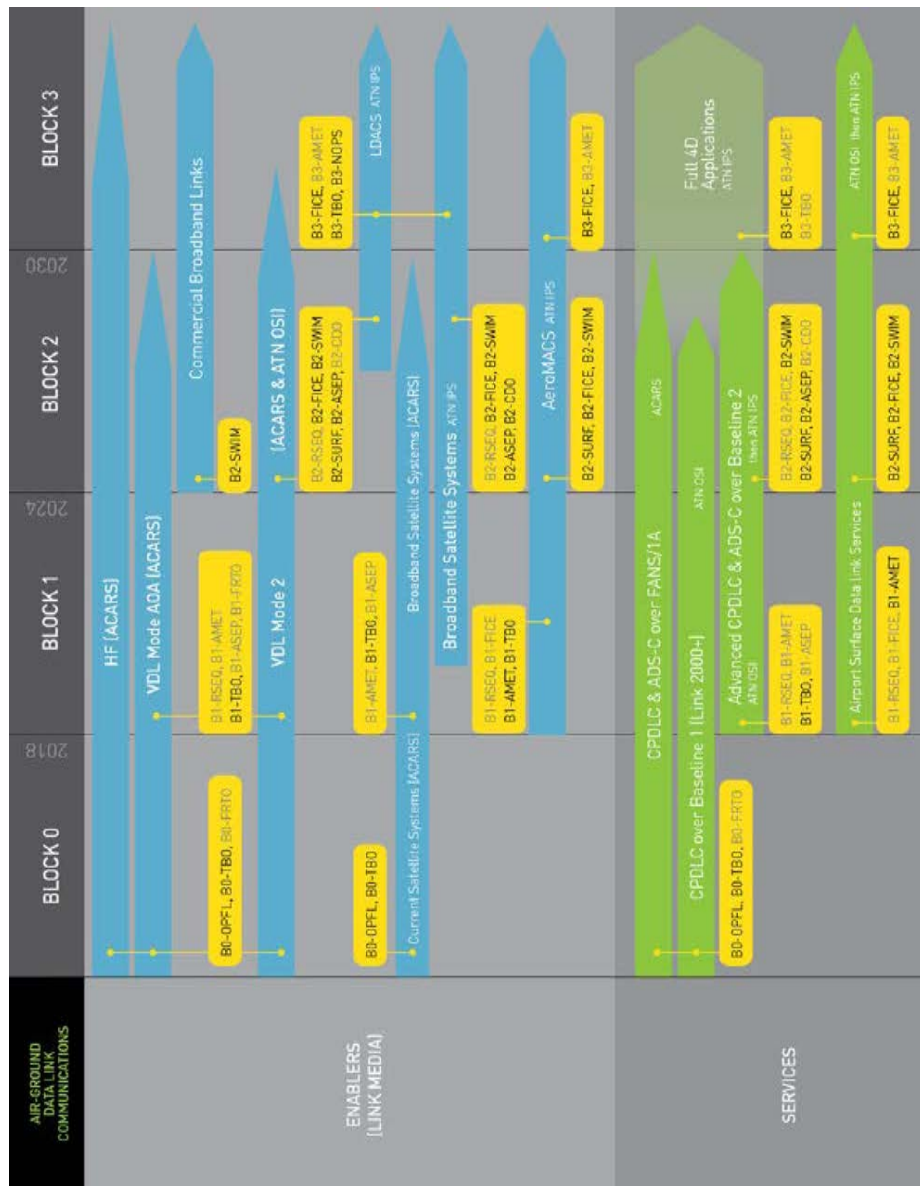 AIR-GROUND
DATA LINK
COMMUNICATIONS
BLOCK 0
2018
BLOCK 1
2024
BLOCK 2
2030
BLOCK 3
ENABLERS
(LINK MEDIA)
HF (ACARS)
VDL Mode AOA (ACARS)
Commercial Broadband Links
B2-SWIM
B0-OPFL, B0-TBO, B0-FRTO
B1-RSEQ, B1-AMET
B1-TBO, B1-ASEP, B1-FRTO
VDL Mode 2
(ACARS & ATN OSI)
B2-RSEQ, B2-FICE, B2-SWIM
B2-SURF, B2-ASEP, B2-CDO
B3-FICE, B3-AMET
B3-TBO, B3-NOPS
LDACS ATN IPS
B0-OPFL, B0-TBO
B1-AMET, B1-TBO, B1-ASEP
Current Satellite Systems (ACARS)
Broadband Satellite Systems (ACARS)
Broadband Satellite Systems ATN IPS
B1-RSEQ, B1-FICE
B1-AMET, B1-TBO
B2-RSEQ, B2-FICE, B2-SWIM
B2-ASEP, B2-CDO
AeroMACS ATN IPS
B2-SURF, B2-FICE, B2-SWIM
B3-FICE, B3-AMET
SERVICES
CPDLC & ADS-C over FANS/1A
ACARS
CPDLC over Baseline 1 (Link 2000+)
ATN OSI
Full 4D
Applications
ATN IPS
B0-OPFL, B0-TBO, B0-FRTO
Advanced CPDLC & ADS-C over Baseline 2
ATN OSI
then ATN IPS
B1-RSEQ, B1-AMET
B1-TBO, B1-ASEP
B2-RSEQ, B2-FICE, B2-SWIM
B2-SURF, B2-ASEP, B2-CDO
B3-FICE, B3-AMET
B3-TBO
Airport Surface Data Link Services
ATN OSI then ATN IPS
B1-RSEQ, B1-FICE, B1-AMET
B2-SURF, B2-FICE, B2-SWIM
B3-FICE, B3-AMET